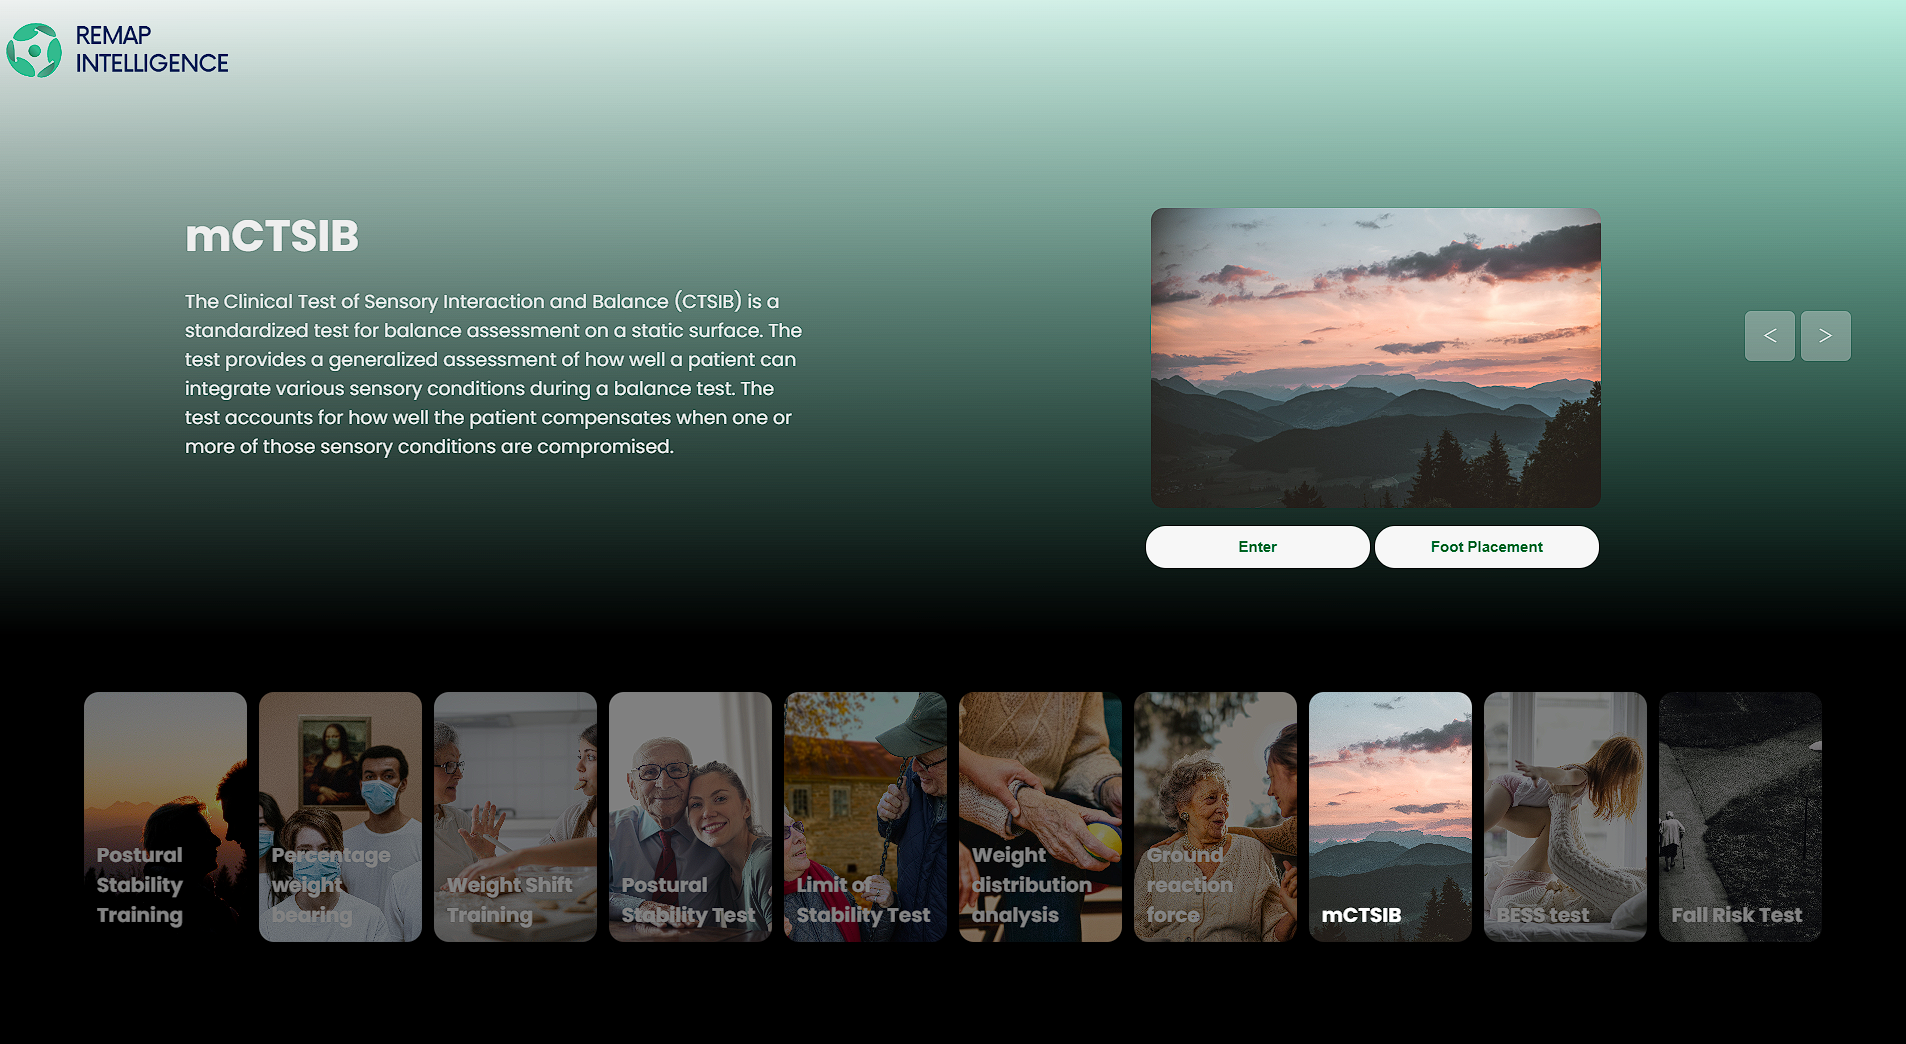 REMAP
INTELLIGENCE
mCTSIB
The Clinical Test of Sensory Interaction and Balance (CTSIB) is a
standardized test for balance assessment on a static surface. The
test provides a generalized assessment of how well a patient can
integrate various sensory conditions during a balance test. The
test accounts for how well the patient compensates when one or
more of those sensory conditions are compromised.
<
>
Enter
Foot Placement
Postural
Stability
Training
Percentage
weight
bearing
Weight Shift
Training
Postural
Stability Test
Limit of
Stability Test
Weight
distribution
analysis
Ground
reaction
force
mCTSIB
BESS test
Fall Risk Test